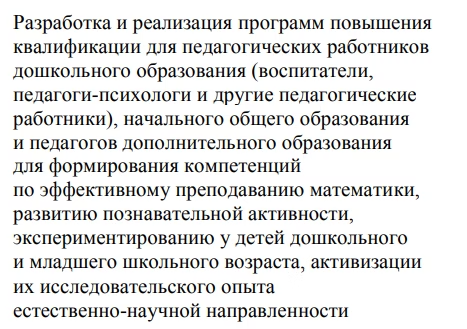 Разработка и реализация программ повышения
квалификации для педагогических работников
дошкольного образования (воспитатели,
педагоги-психологи и другие педагогические
работники), начального общего образования
и педагогов дополнительного образования
для формирования компетенций
по эффективному преподаванию математики,
развитию познавательной активности,
экспериментированию у детей дошкольного
и младшего школьного возраста, активизации
их исследовательского опыта
естественно-научной направленности